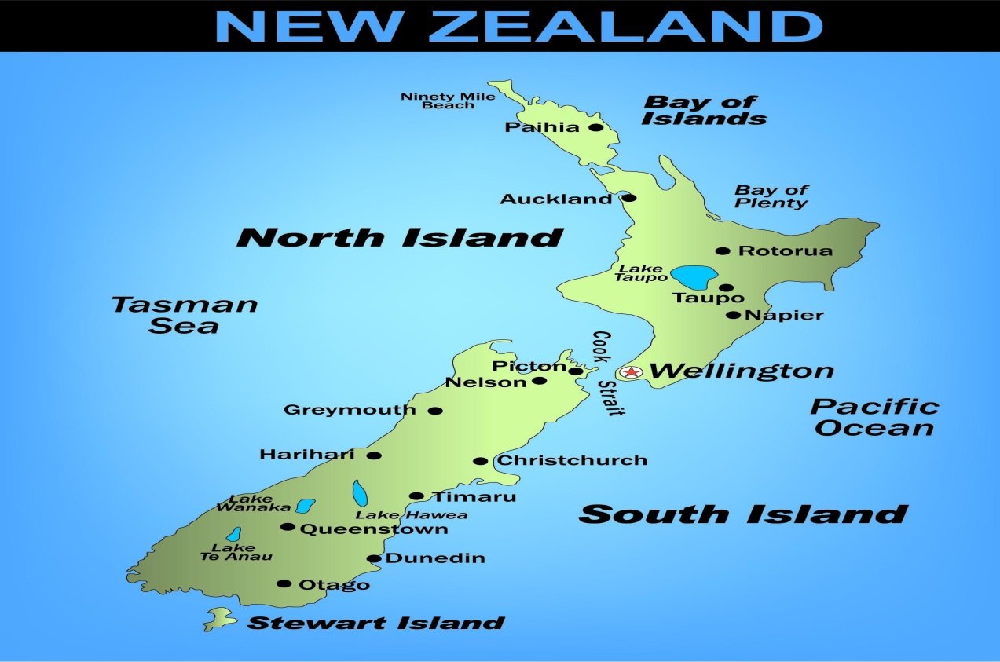 NEW ZEALAND
Ninety Mile
Beach
Bay of
Islands
Paihia
Auckland
Bay of
Plenty
North Island
Rotorua
Lake
Taupo
Taupo
Tasman
Sea
Napier
Cook
Strait
Picton
Wellington
Nelson
Greymouth
Pacific
Ocean
Harihari
Christchurch
Lake
Wanaka
Timaru
Lake Hawea
South Island
Queenstown
Lake
Te Anau
Dunedin
Otago
Stewart Island